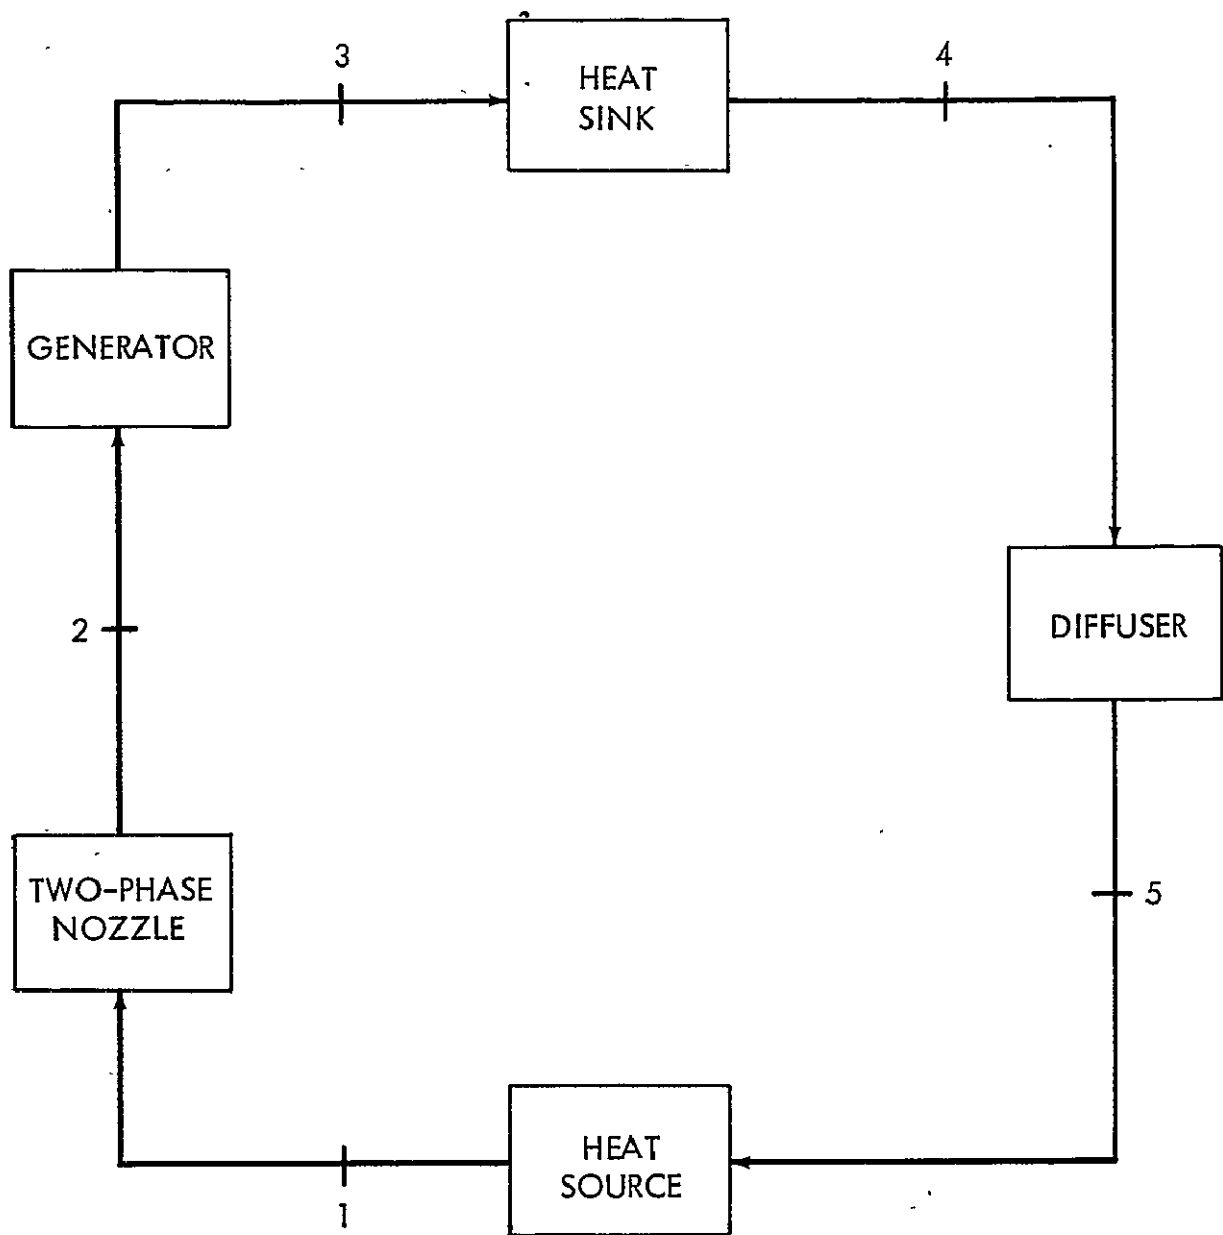 3
4
HEAT
SINK
GENERATOR
2
DIFFUSER
TWO-PHASE
NOZZLE
5
HEAT
SOURCE
1